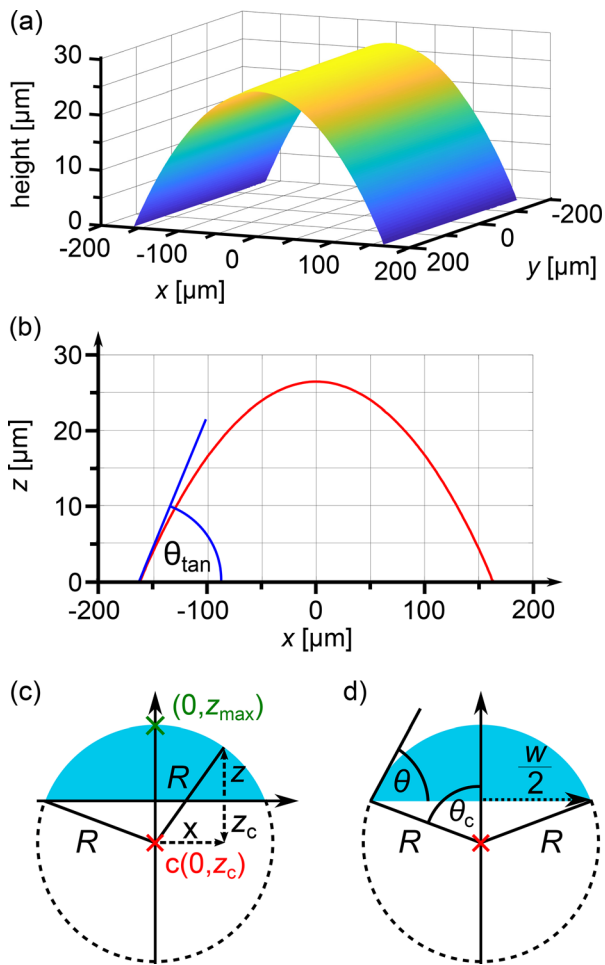 (a)
height [µm]
30
20
10
0
-200
-100
0
100
200
x [µm]
200
0
-200
y [µm]
(b)
z [µm]
30
20
10
0
θtan
-200
-100
0
100
200
x [µm]
(c)
(0,zmax)
R
z
x
zc
R
c(0,zc)
d)
w
2
θ
θc
R
R